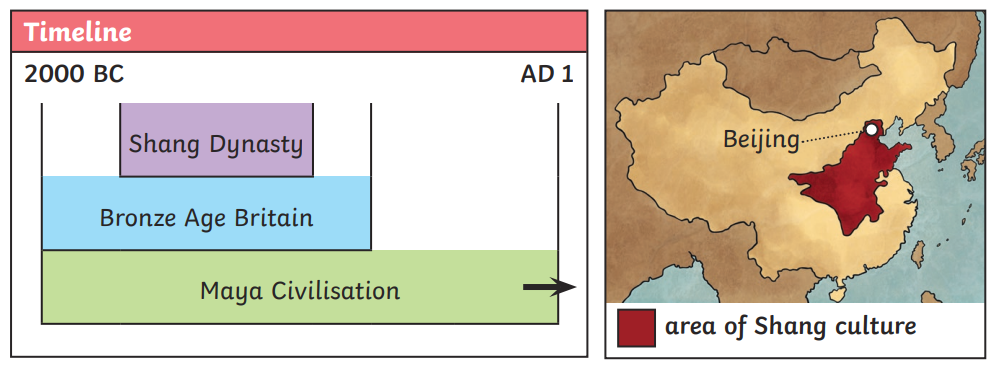 Timeline
2000 BC AD 1
Shang Dynasty
Bronze Age Britain
Maya Civilisation
Beijing
area of Shang culture